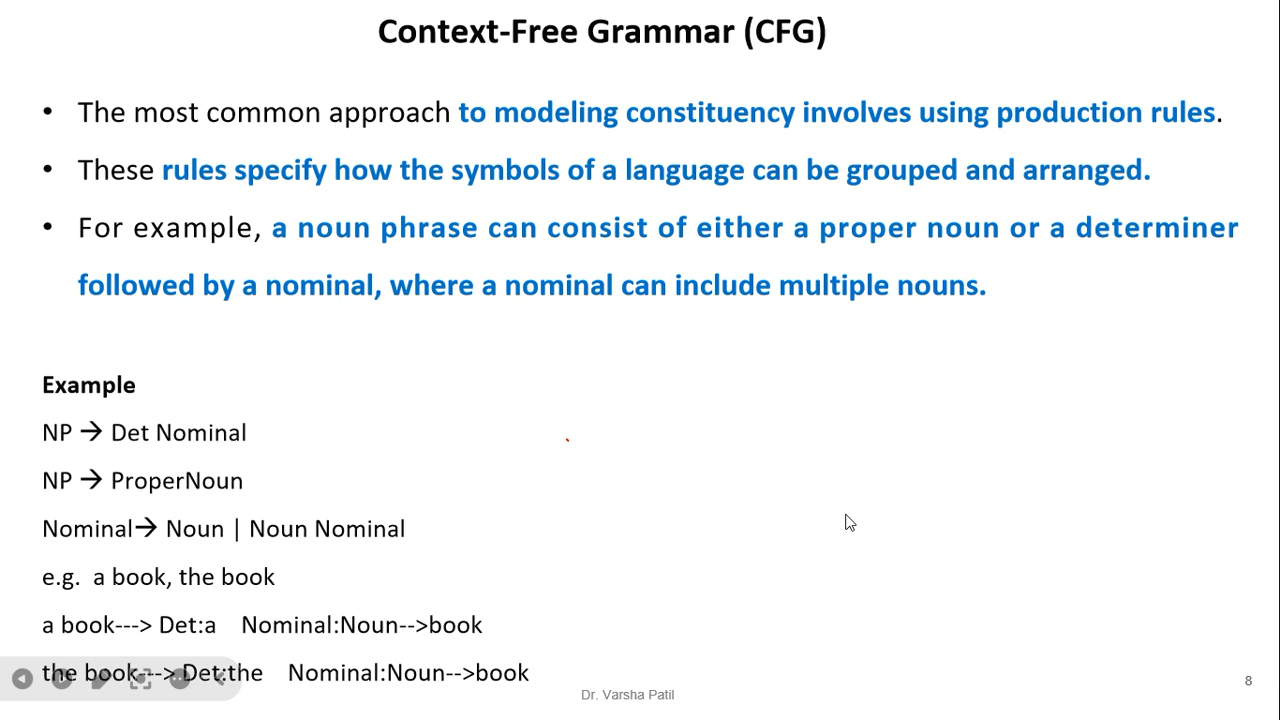 Context-Free Grammar (CFG)
• The most common approach to modeling constituency involves using production rules.
• These rules specify how the symbols of a language can be grouped and arranged.
• For example, a noun phrase can consist of either a proper noun or a determiner
followed by a nominal, where a nominal can include multiple nouns.
Example
NP → Det Nominal
NP → ProperNoun
Nominal→ Noun | Noun Nominal
e.g. a book, the book
a book---> Det:a Nominal:Noun-->book
the book---> Det:the Nominal:Noun-->book
Dr. Varsha Patil
8